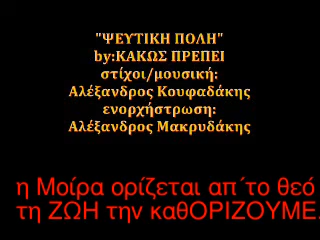 "ΨΕΥΤΙΚΗ ΠΟΛΗ"
by:ΚΑΚΩΣ ΠΡΕΠΕΙ
στίχοι/μουσική:
Αλέξανδρος Κουφαδάκης
ενορχήστρωση:
Αλέξανδρος Μακρυδάκης
η Μοίρα ορίζεται απ´το θεό
τη ΖΩΗ την καθΟΡΙΖΟΥΜΕ.